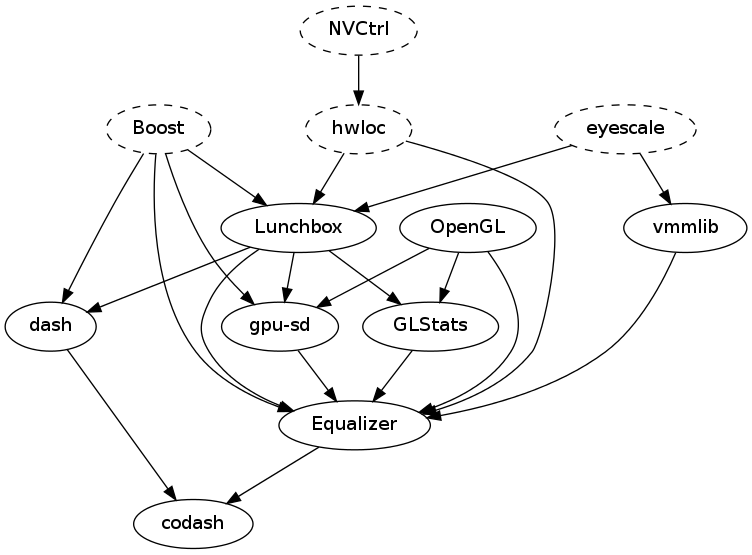 NVCtrl
Boost
hwloc
eyescale
Lunchbox
OpenGL
vmmlib
dash
gpu-sd
GLStats
Equalizer
codash